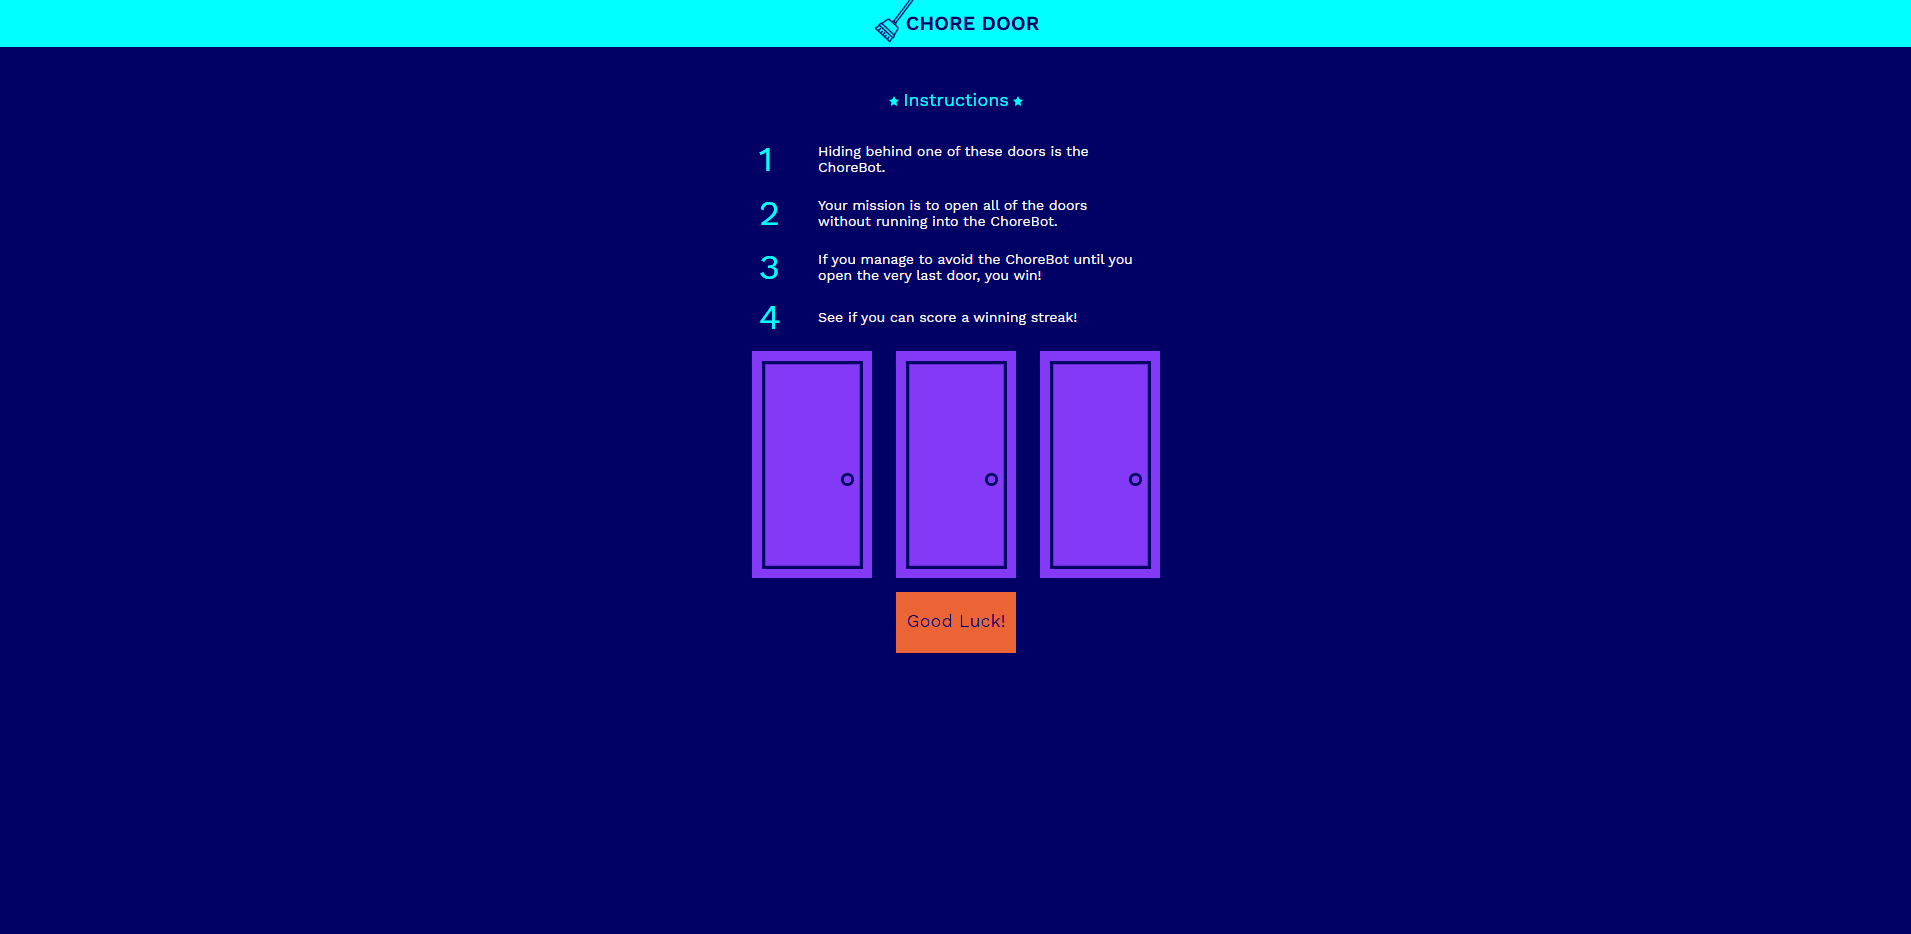 CHORE DOOR
Instructions
1
Hiding behind one of these doors is the
ChoreBot.
2
Your mission is to open all of the doors
without running into the ChoreBot.
3
If you manage to avoid the ChoreBot until you
open the very last door, you win!
4
See if you can score a winning streak!
Good Luck!